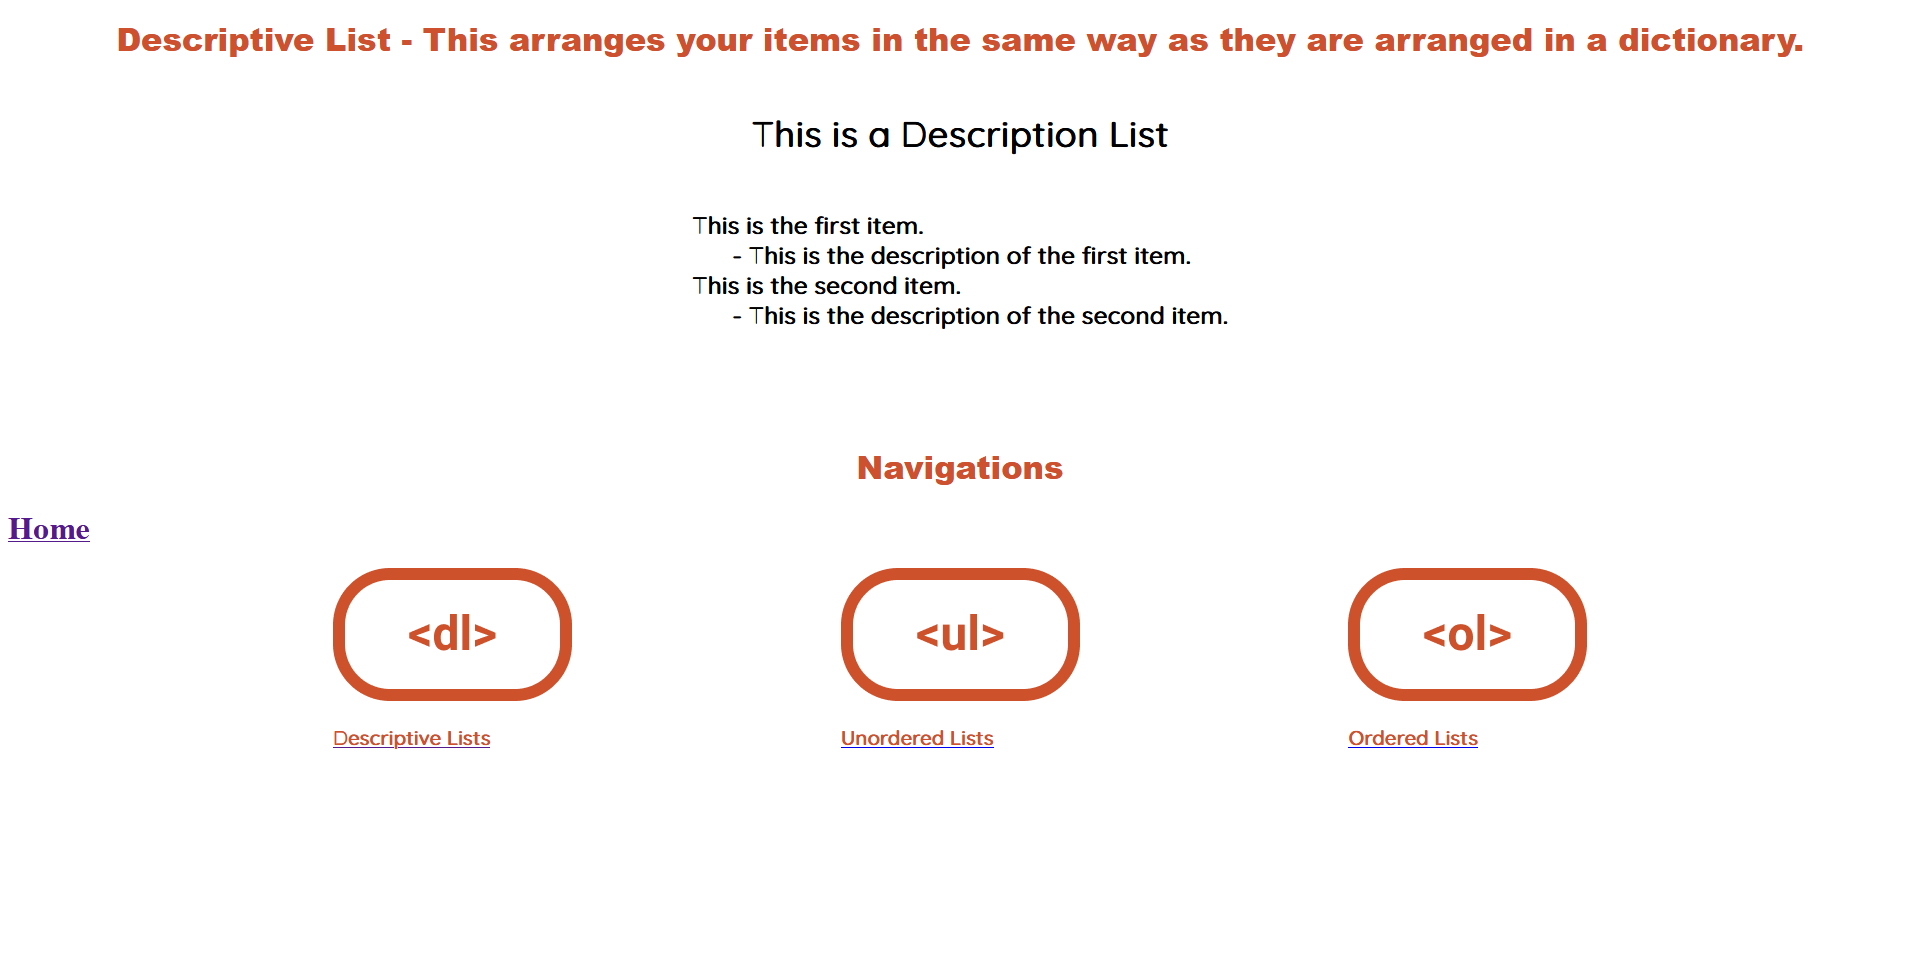 Descriptive List - This arranges your items in the same way as they are arranged in a dictionary.
This is a Description List
This is the first item.
- This is the description of the first item.
This is the second item.
- This is the description of the second item.
Navigations
Home
<dl>
<ul>
<ol>
Descriptive Lists
Unordered Lists
Ordered Lists